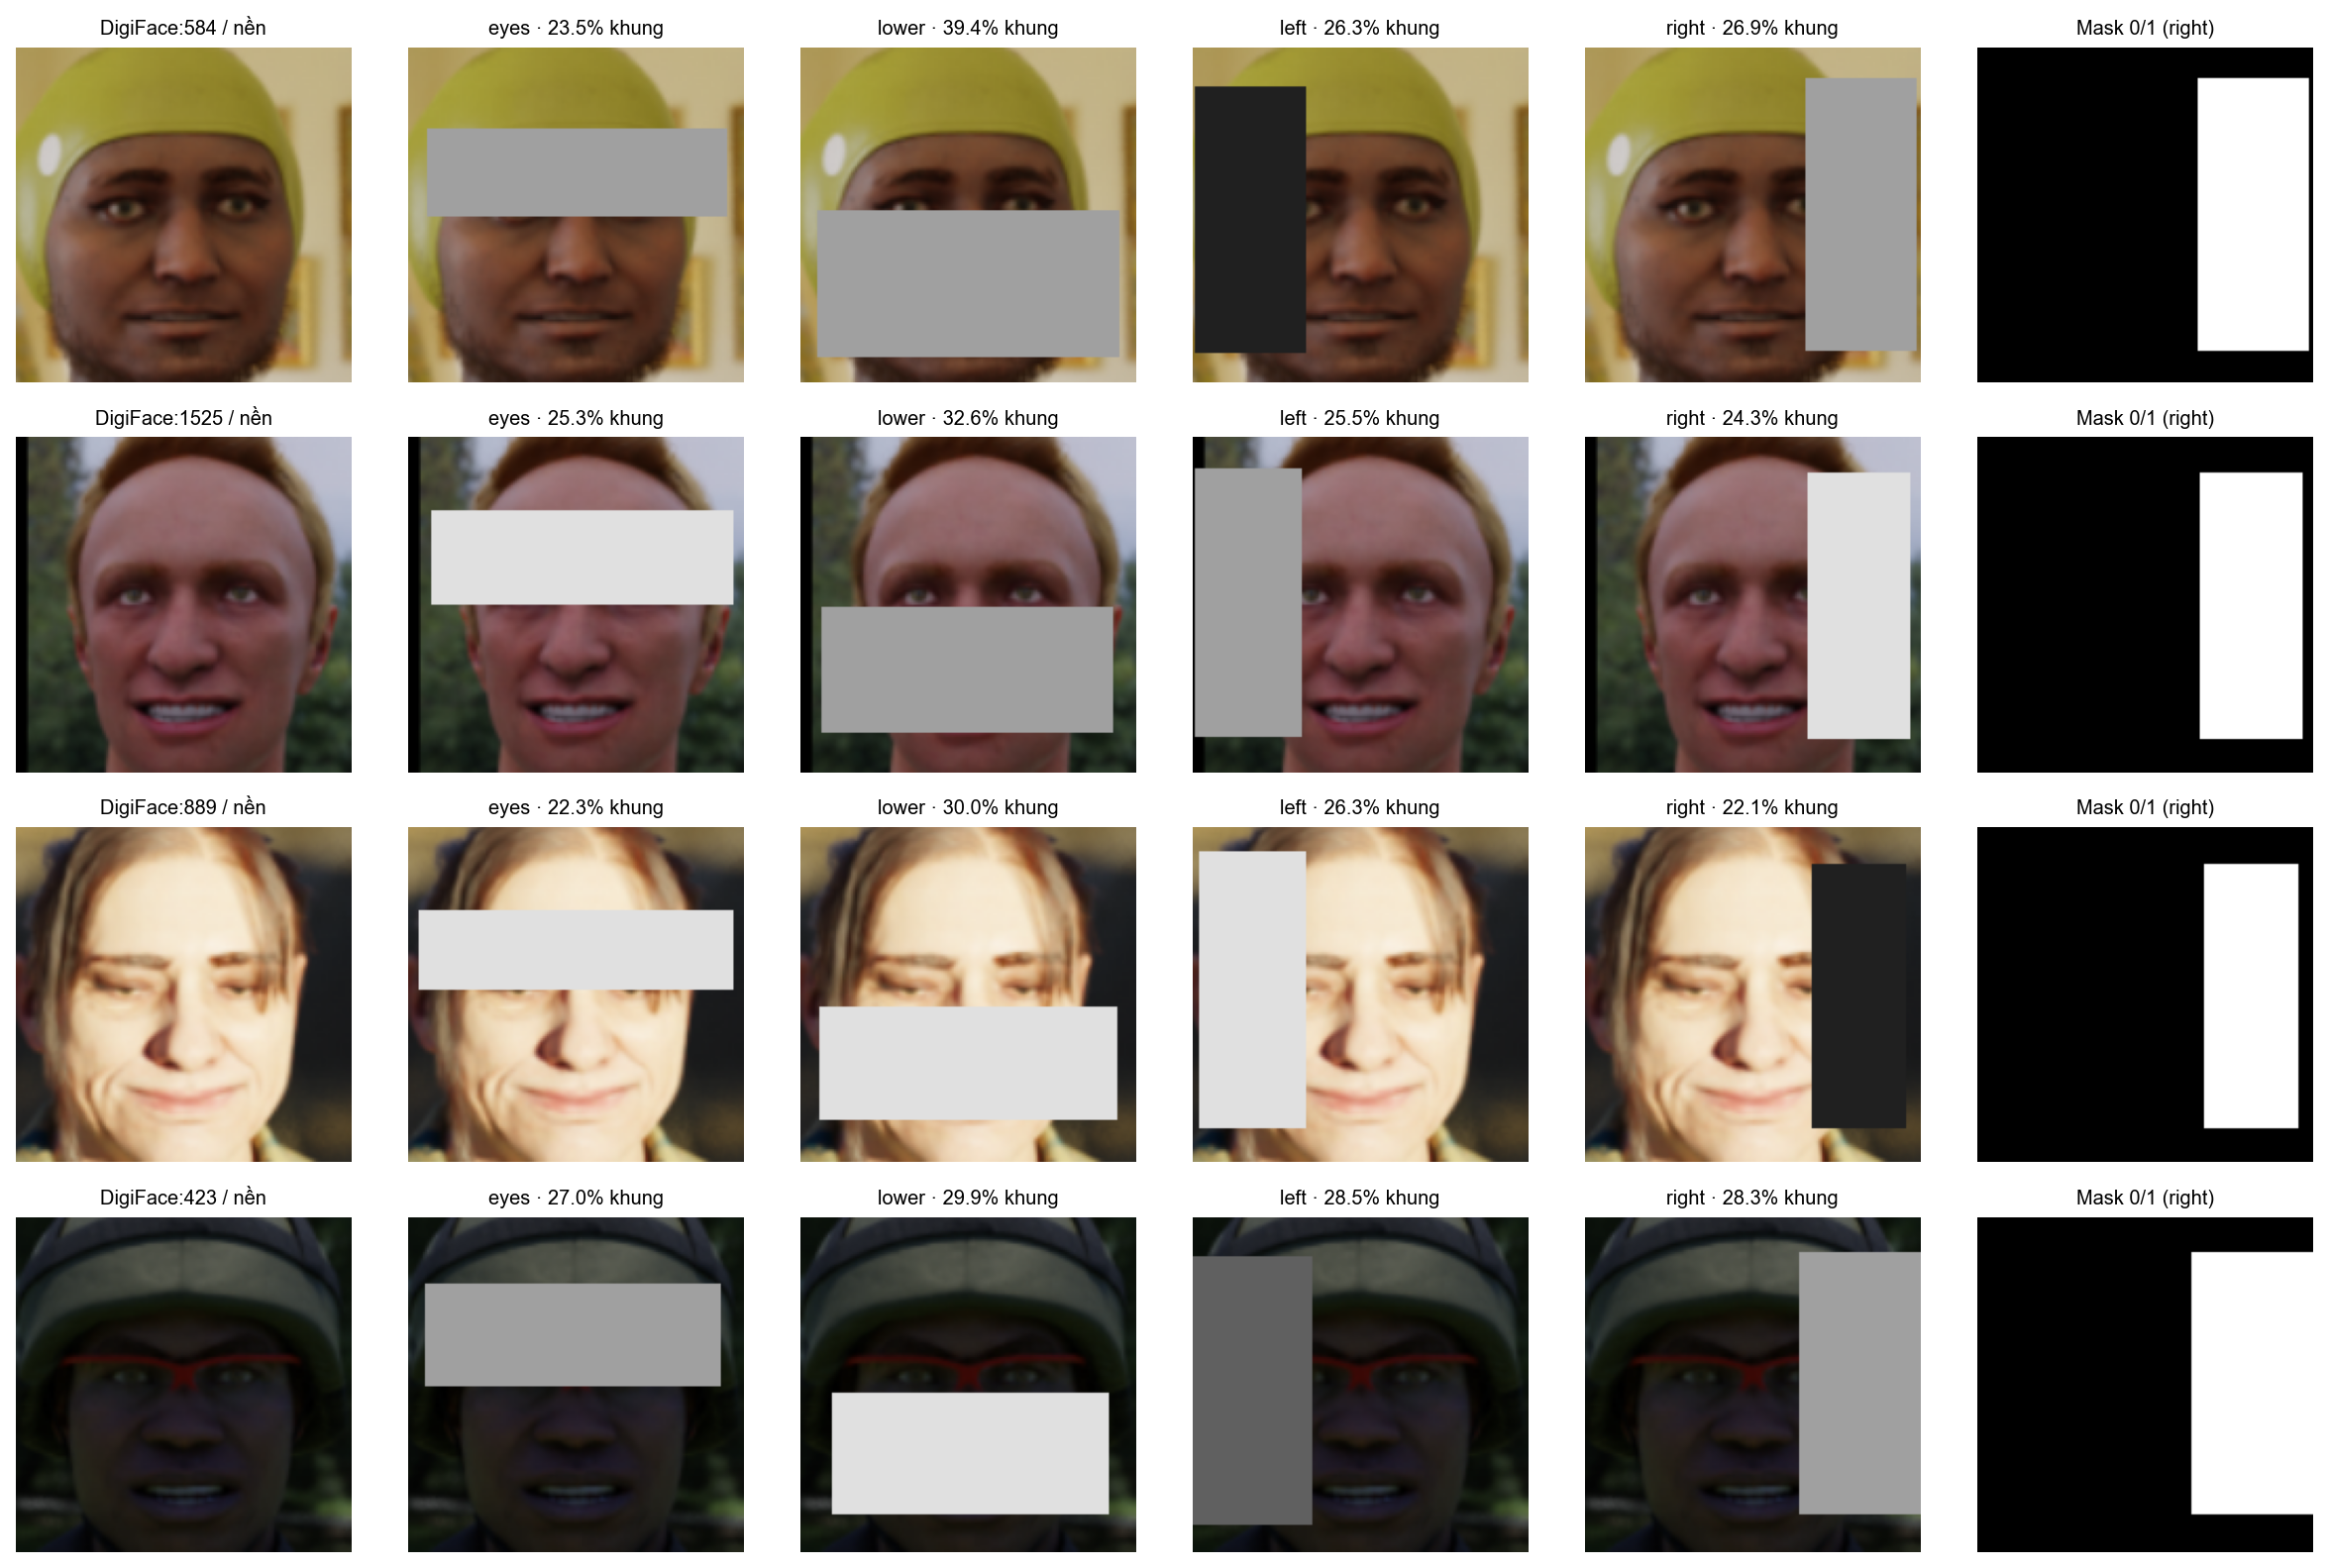 DigiFace:584 / nền
eyes · 23.5% khung
lower · 39.4% khung
left · 26.3% khung
right · 26.9% khung
Mask 0/1 (right)
DigiFace:1525 / nền
eyes · 25.3% khung
lower · 32.6% khung
left · 25.5% khung
right · 24.3% khung
Mask 0/1 (right)
DigiFace:889 / nền
eyes · 22.3% khung
lower · 30.0% khung
left · 26.3% khung
right · 22.1% khung
Mask 0/1 (right)
DigiFace:423 / nền
eyes · 27.0% khung
lower · 29.9% khung
left · 28.5% khung
right · 28.3% khung
Mask 0/1 (right)